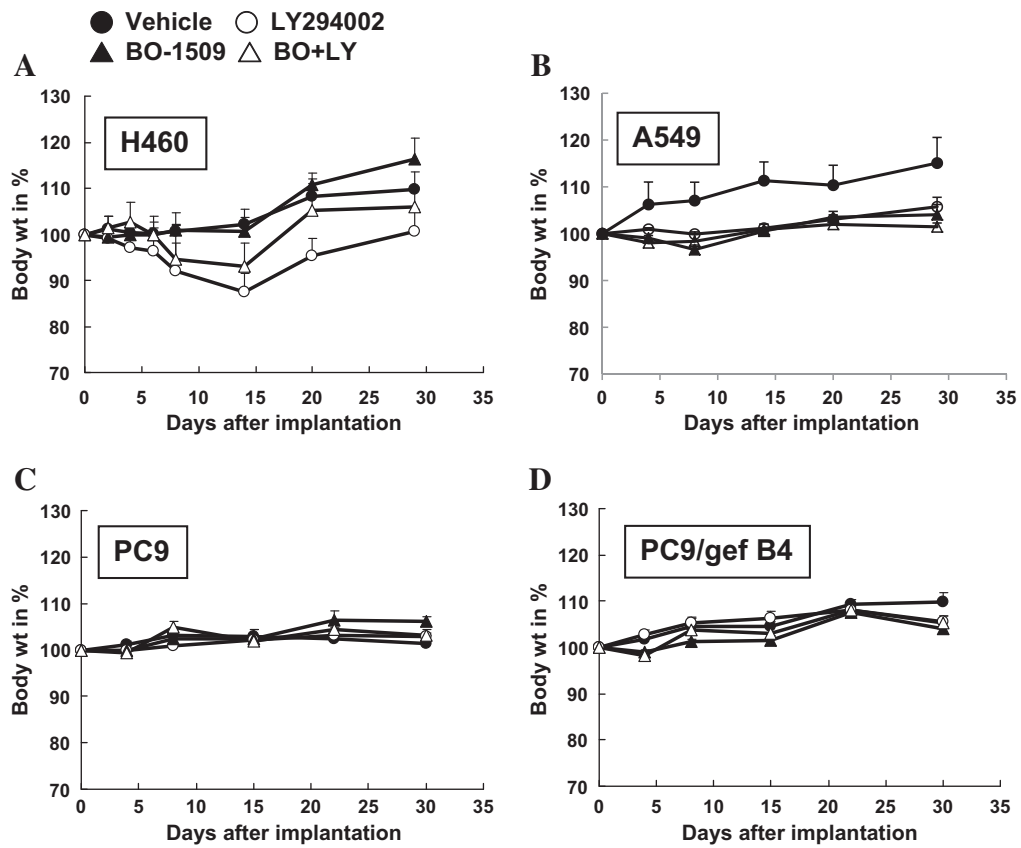 Vehicle LY294002
BO-1509 BO+LY
A
B
130
120
110
100
90
80
70
Body wt in %
H460
0 5 10 15 20 25 30 35
Days after implantation
130
120
110
100
90
80
70
Body wt in %
A549
0 5 10 15 20 25 30 35
Days after implantation
C
D
130
120
110
100
90
80
70
Body wt in %
PC9
0 5 10 15 20 25 30 35
Days after implantation
130
120
110
100
90
80
70
Body wt in %
PC9/gef B4
0 5 10 15 20 25 30 35
Days after implantation